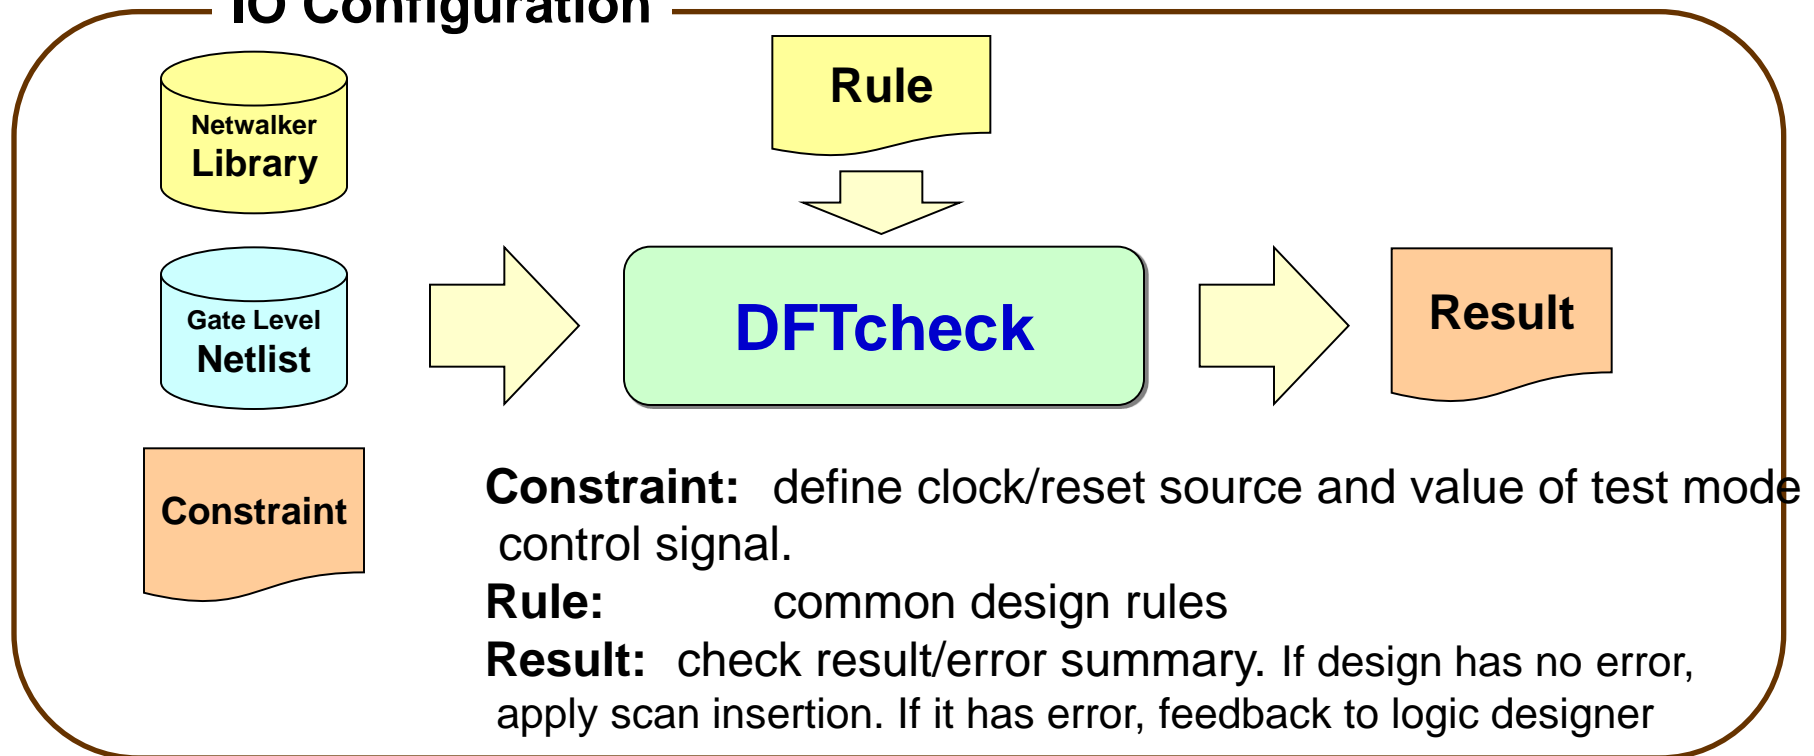 IO Configuration
Netwalker
Library
Rule
Gate Level
Netlist
DFTcheck
Result
Constraint
Constraint: define clock/reset source and value of test mode
control signal.
Rule: common design rules
Result: check result/error summary. If design has no error,
apply scan insertion. If it has error, feedback to logic designer